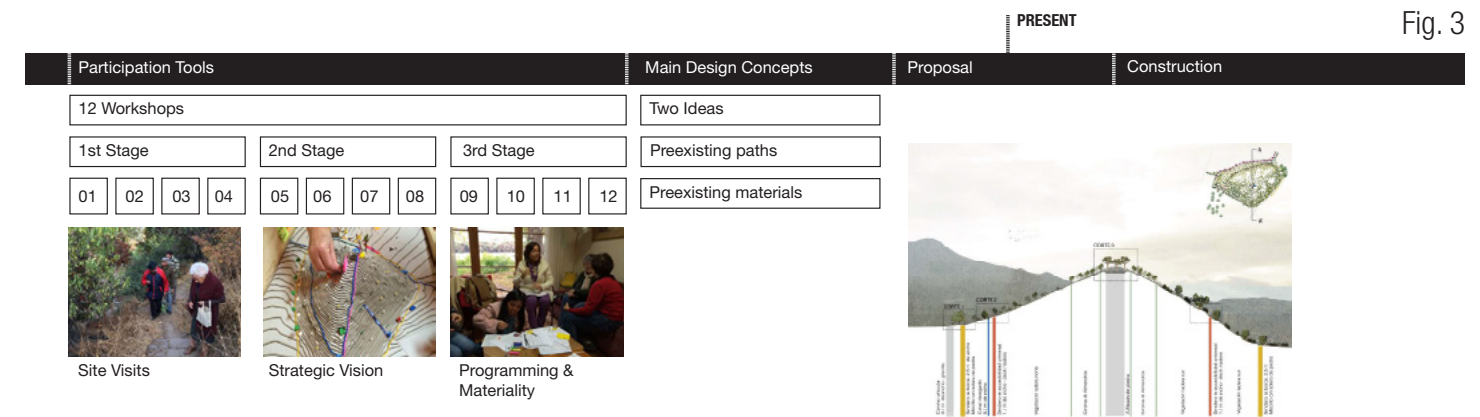 PRESENT
Fig. 3
Participation Tools
Main Design Concepts
Proposal
Construction
12 Workshops
Two Ideas
1st Stage
2nd Stage
3rd Stage
Preexisting paths
01
02
03
04
05
06
07
08
09
10
11
12
Preexisting materials
CORTE 2
Site Visits
Strategic Vision
Programming &
Materiality